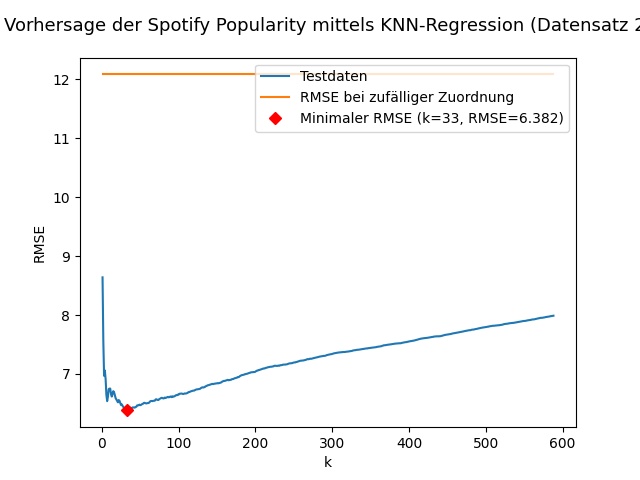 Vorhersage der Spotify Popularity mittels KNN-Regression (Datensatz 2
12
11
10
9
8
7
RMSE
Testdaten
RMSE bei zufälliger Zuordnung
Minimaler RMSE (k=33, RMSE=6.382)
0 100 200 300 400 500 600
k